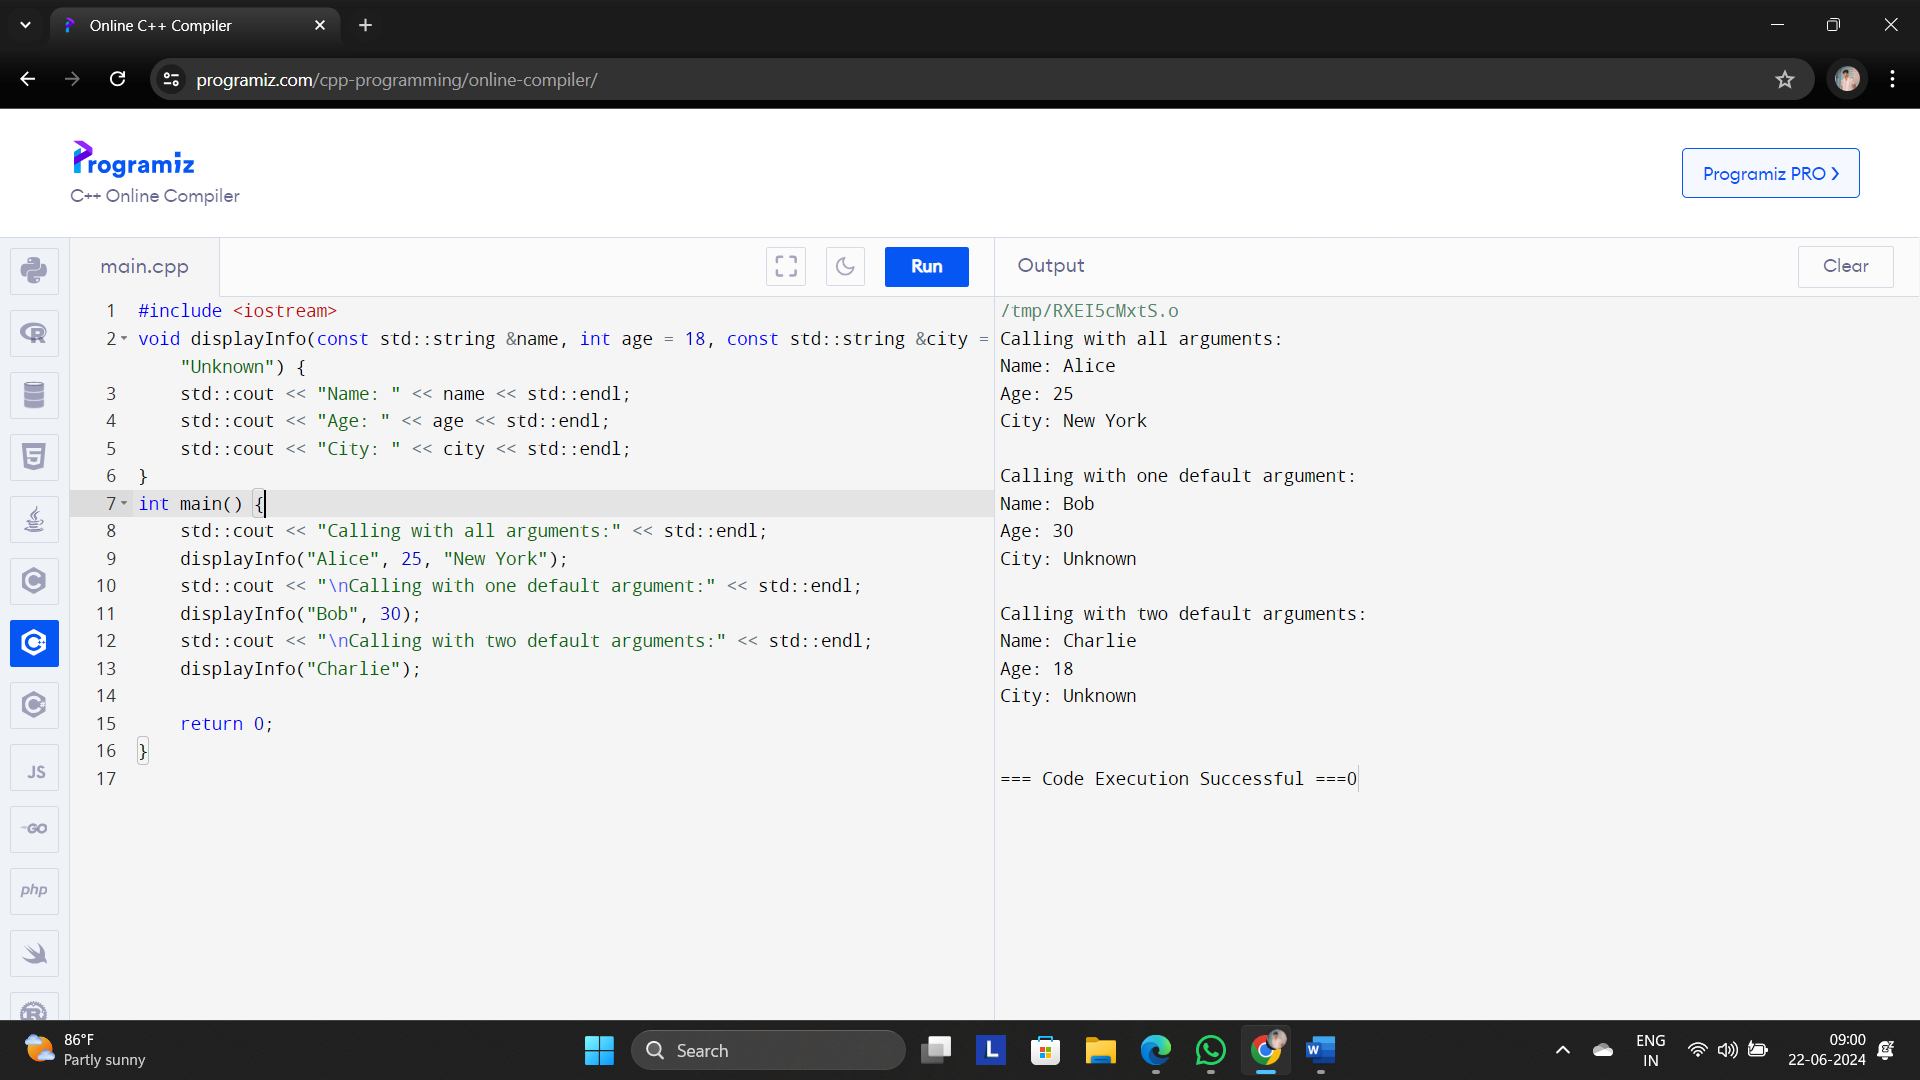 Online C++ Compiler
programiz.com/cpp-programming/online-compiler/
Programiz
C++ Online Compiler
Programiz PRO ❯
main.cpp
Run
Output
Clear
1 #include <iostream>
2 void displayInfo(const std::string &name, int age = 18, const std::string &city =
"Unknown") {
3 std::cout << "Name: " << name << std::endl;
4 std::cout << "Age: " << age << std::endl;
5 std::cout << "City: " << city << std::endl;
6 }
7 int main() {
8 std::cout << "Calling with all arguments:" << std::endl;
9 displayInfo("Alice", 25, "New York");
10 std::cout << "\nCalling with one default argument:" << std::endl;
11 displayInfo("Bob", 30);
12 std::cout << "\nCalling with two default arguments:" << std::endl;
13 displayInfo("Charlie");
14
15 return 0;
16 }
17
/tmp/RXEI5cMxtS.o
Calling with all arguments:
Name: Alice
Age: 25
City: New York
Calling with one default argument:
Name: Bob
Age: 30
City: Unknown
Calling with two default arguments:
Name: Charlie
Age: 18
City: Unknown
=== Code Execution Successful ===0
R
5
C
C++
C#
JS
GO
php
R
86°F
Partly sunny
Search
L
W
ENG
IN
09:00
22-06-2024